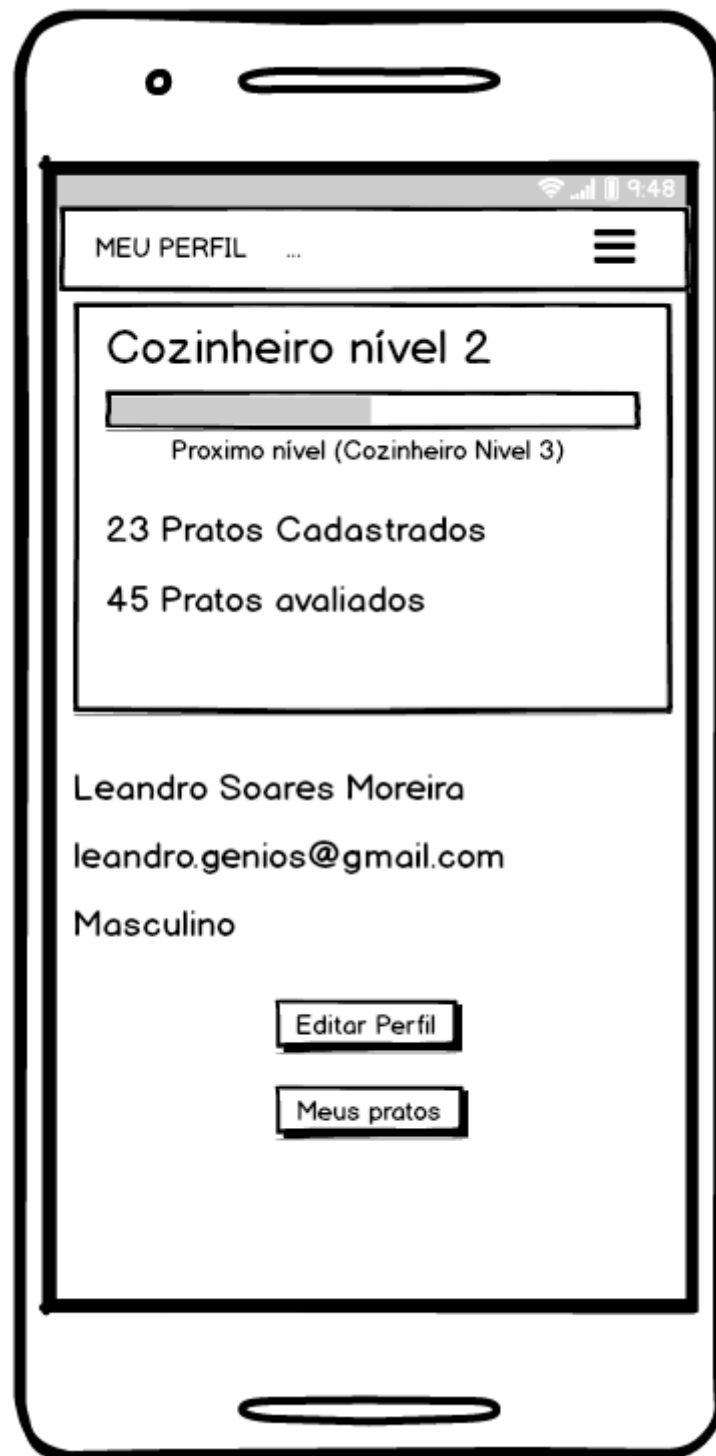 9:48
MEU PERFIL ...
Cozinheiro nível 2
Proximo nível (Cozinheiro Nivel 3)
23 Pratos Cadastrados
45 Pratos avaliados
Leandro Soares Moreira
leandro.genios@gmail.com
Masculino
Editar Perfil
Meus pratos